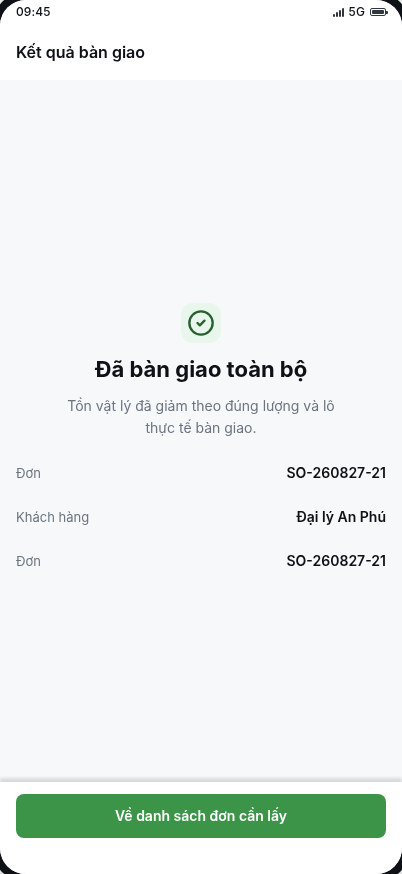 09:45
5G
Kết quả bàn giao
Đã bàn giao toàn bộ
Tồn vật lý đã giảm theo đúng lượng và lô
thực tế bàn giao.
Đơn SO-260827-21
Khách hàng Đại lý An Phú
Đơn SO-260827-21
Về danh sách đơn cần lấy